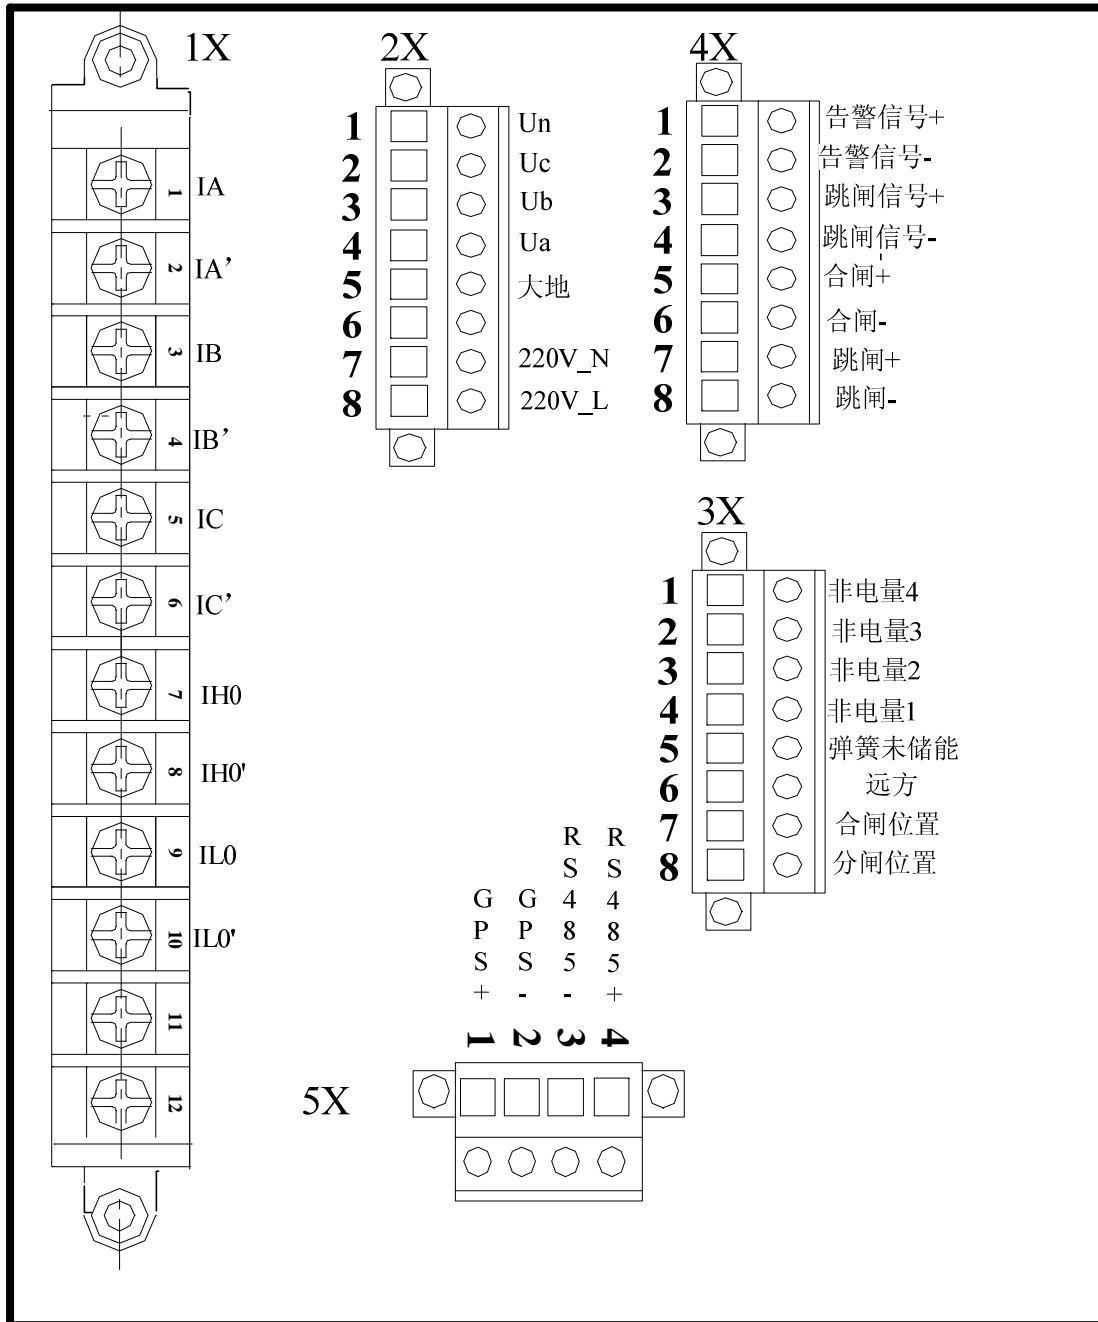 1X
1 IA
2 IA’
3 IB
4 IB’
5 IC
6 IC’
7 IH0
8 IH0'
9 IL0
10 IL0'
11
12
2X
1 Un
2 Uc
3 Ub
4 Ua
5 大地
6
7 220V_N
8 220V_L
4X
1 告警信号+
2 告警信号-
3 跳闸信号+
4 跳闸信号-
5 合闸+
6 合闸-
7 跳闸+
8 跳闸-
3X
1 非电量4
2 非电量3
3 非电量2
4 非电量1
5 弹簧未储能
6 远方
7 合闸位置
8 分闸位置
5X
GPS+ 1
GPS- 2
RS485- 3
RS485+ 4